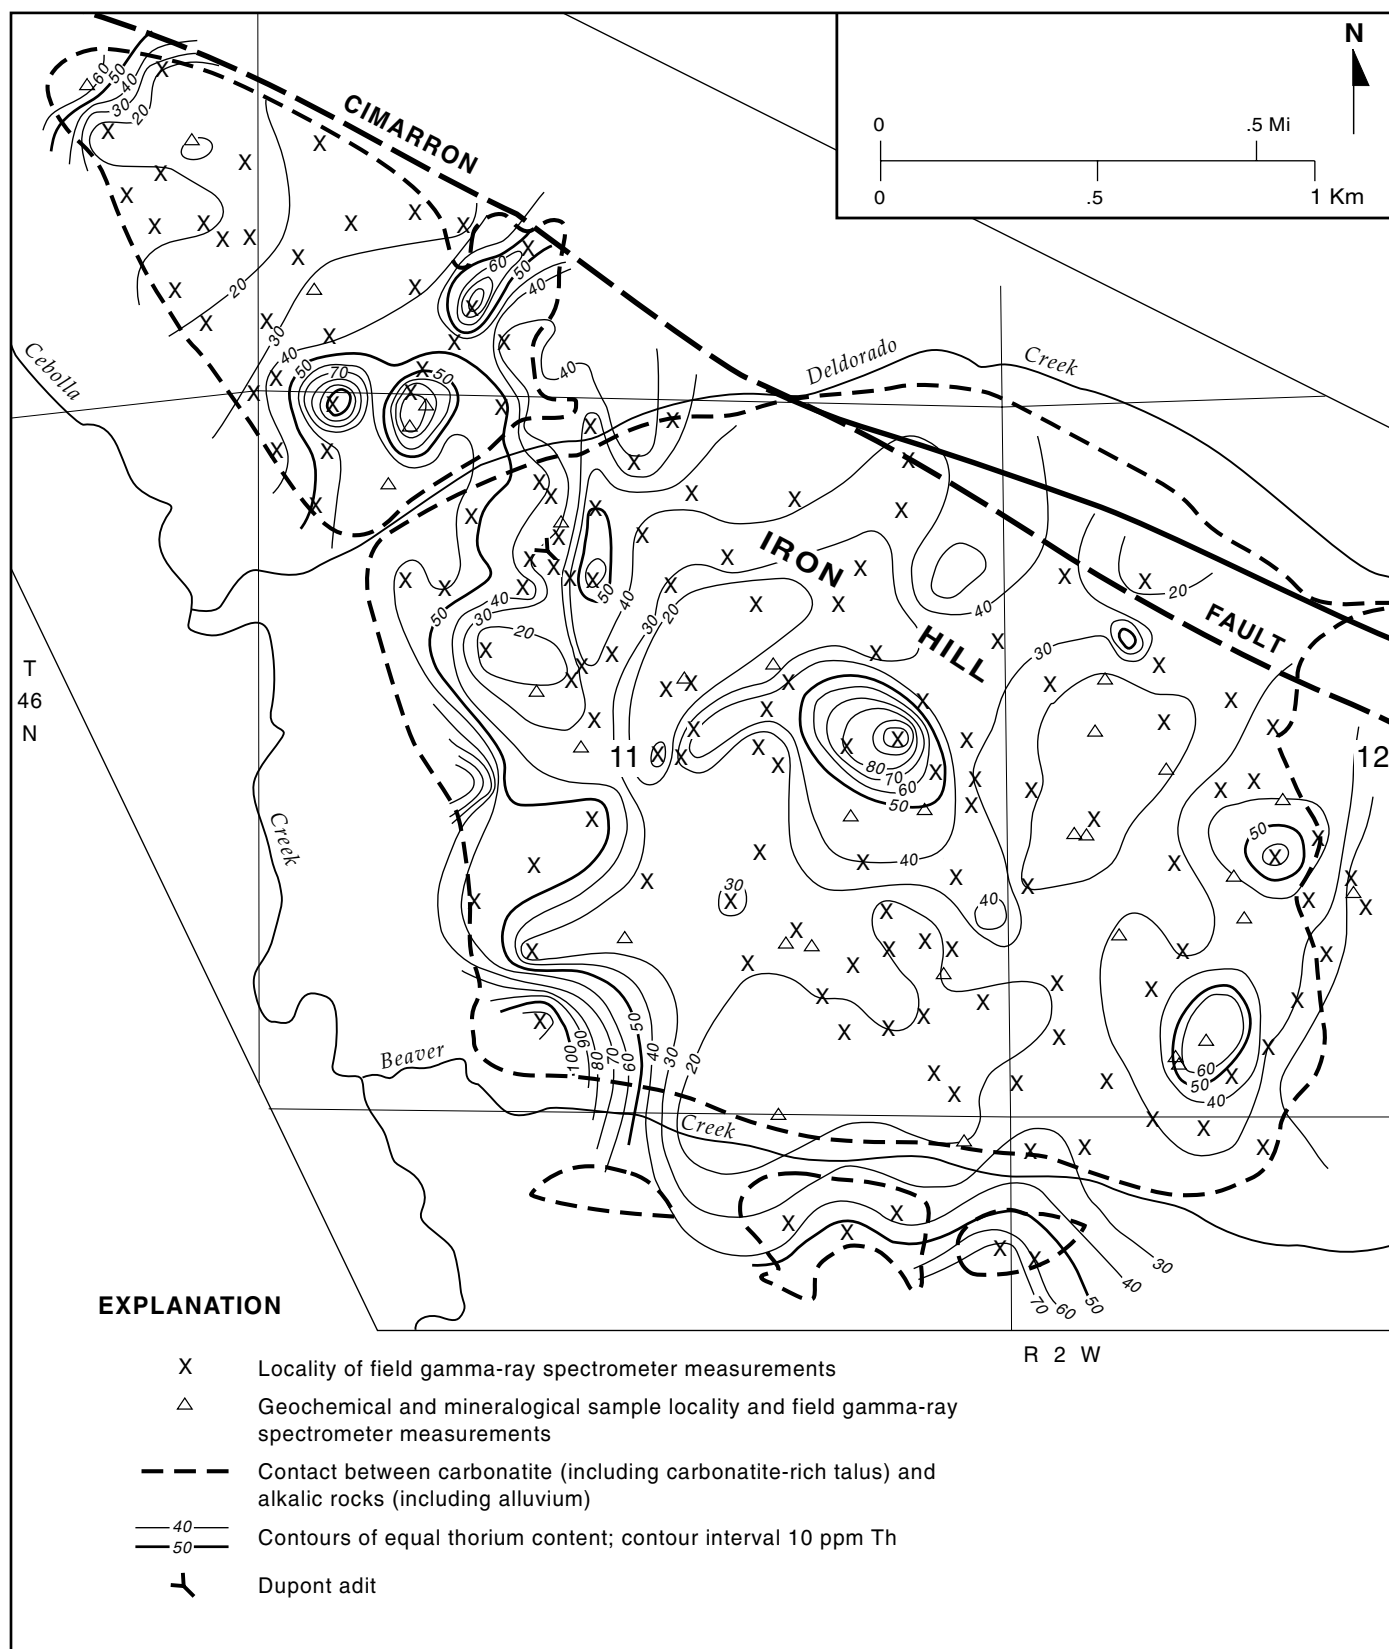 N
0 .5 Mi
0 .5 1 Km
CIMARRON
60
50
40
30
20
20
60
50
40
30
40
50
70
50
40
Cebolla
Deldorado
Creek
IRON
HILL
FAULT
20
40
30
50
40
30
20
50
40
30
20
50
T
46
N
11
12
80
70
60
50
40
30
40
50
Creek
60
50
40
100
90
80
70
60
50
40
30
20
Beaver
Creek
30
40
50
60
70
R 2 W
EXPLANATION
X Locality of field gamma-ray spectrometer measurements
Geochemical and mineralogical sample locality and field gamma-ray
spectrometer measurements
Contact between carbonatite (including carbonatite-rich talus) and
alkalic rocks (including alluvium)
40
50
Contours of equal thorium content; contour interval 10 ppm Th
Dupont adit